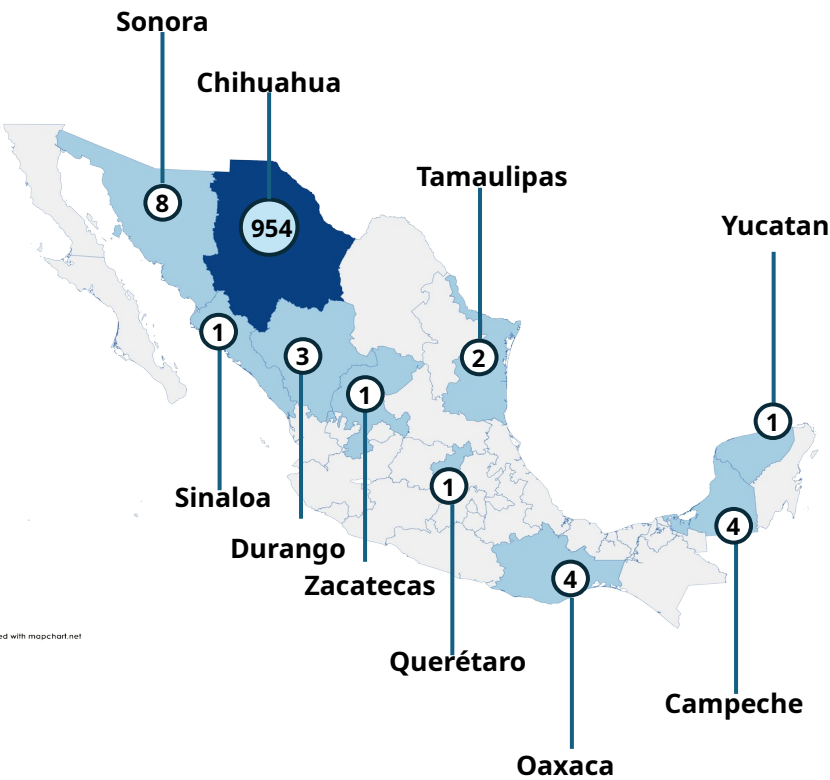 Sonora
Chihuahua
Tamaulipas
Yucatan
8
954
1
3
2
1
1
1
4
4
Sinaloa
Durango
Zacatecas
Querétaro
Campeche
Oaxaca
ed with mapchart.net